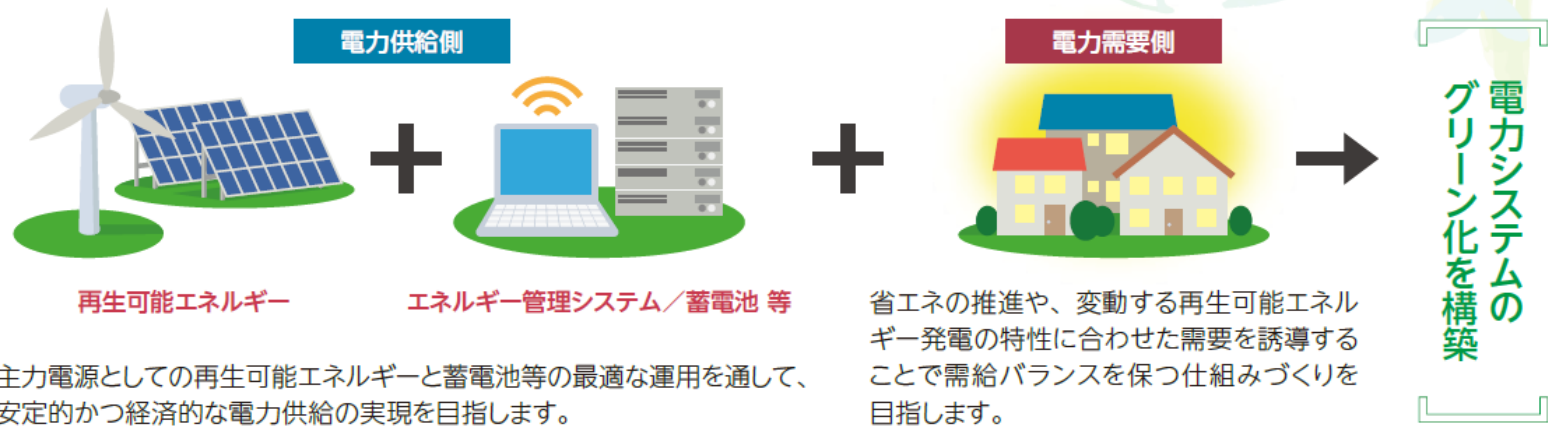 電力供給側
電力需要側
再生可能エネルギー
エネルギー管理システム／蓄電池 等
主力電源としての再生可能エネルギーと蓄電池等の最適な運用を通して、
安定的かつ経済的な電力供給の実現を目指します。
省エネの推進や、変動する再生可能エネル
ギー発電の特性に合わせた需要を誘導する
ことで需給バランスを保つ仕組みづくりを
目指します。
電力システムの
グリーン化を構築